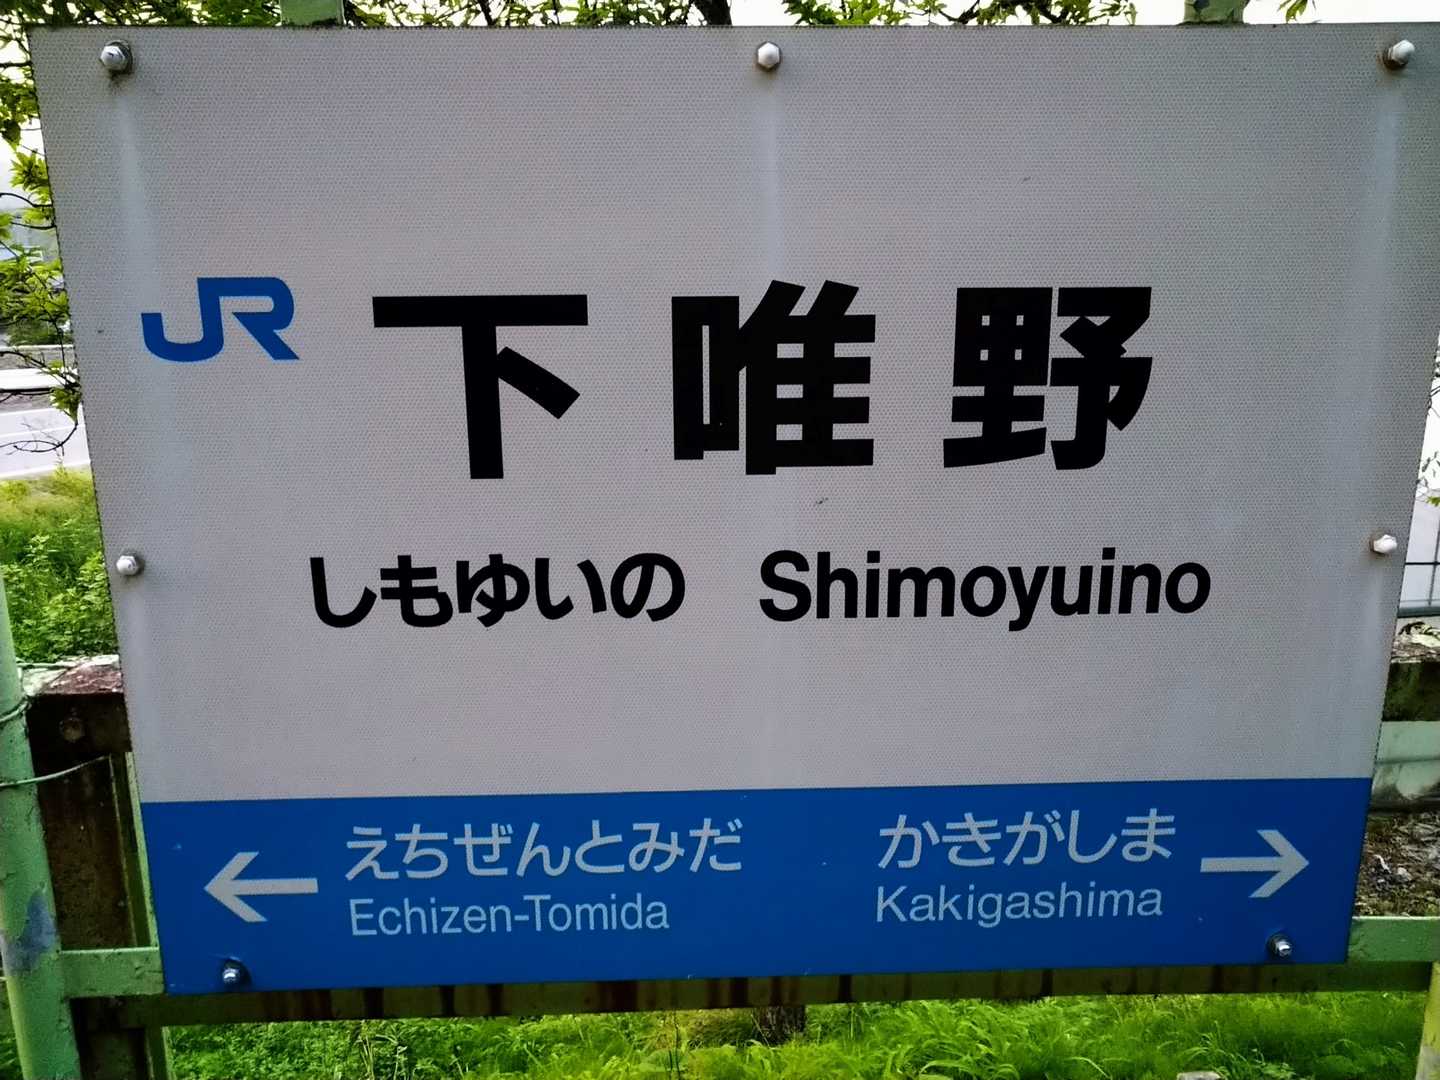 JR 下唯野
しもゆいの Shimoyuino
← えちぜんとみだ かきがしま →
Echizen-Tomida Kakigashima